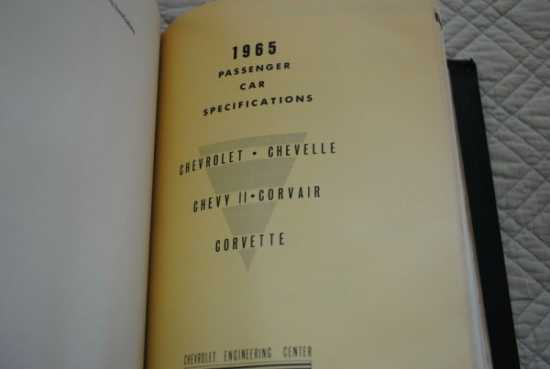 1965
PASSENGER
CAR
SPECIFICATIONS
CHEVROLET • CHEVELLE
CHEVY II • CORVAIR
CORVETTE
CHEVROLET ENGINEERING CENTER